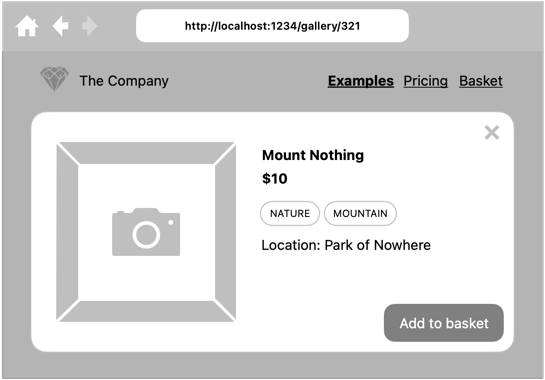 http://localhost:1234/gallery/321
The Company
Examples Pricing Basket
Mount Nothing
$10
NATURE MOUNTAIN
Location: Park of Nowhere
Add to basket